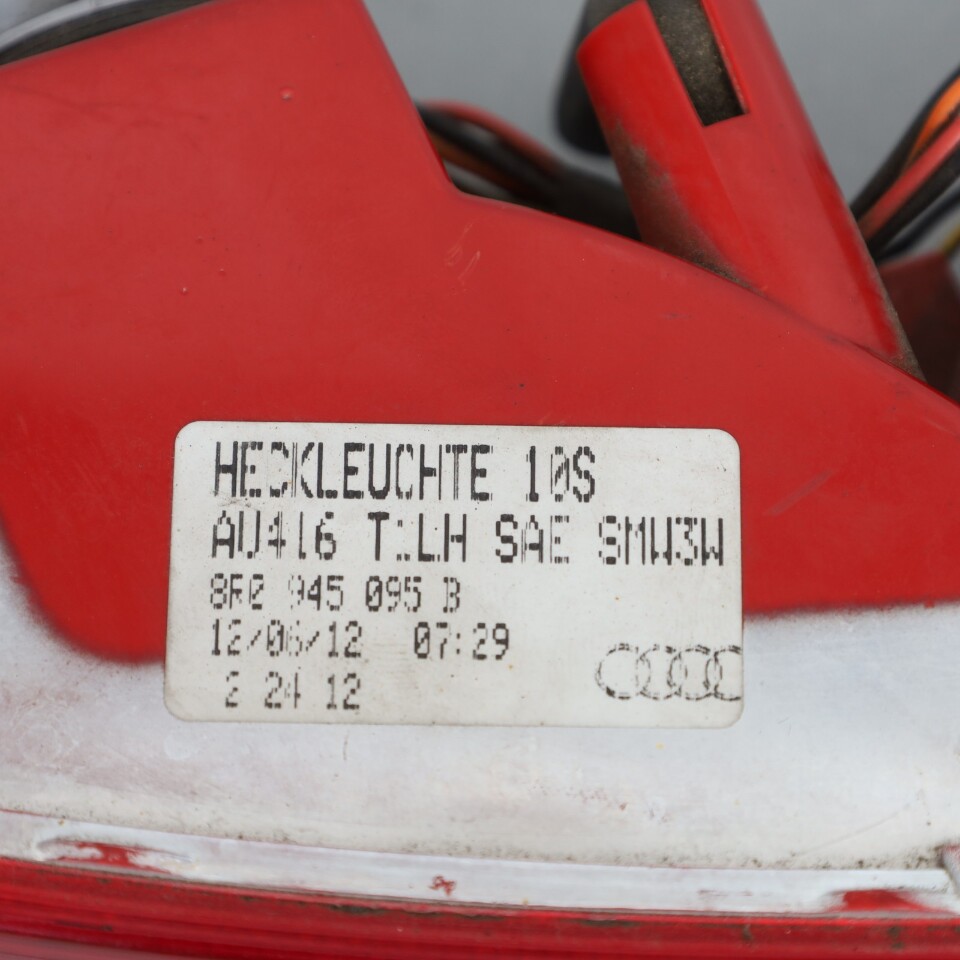 HECKLEUCHTE 10S
AU416 T:LH SAE SMW3W
8R0 945 095 B
12/06/12 07:29
2 24 12